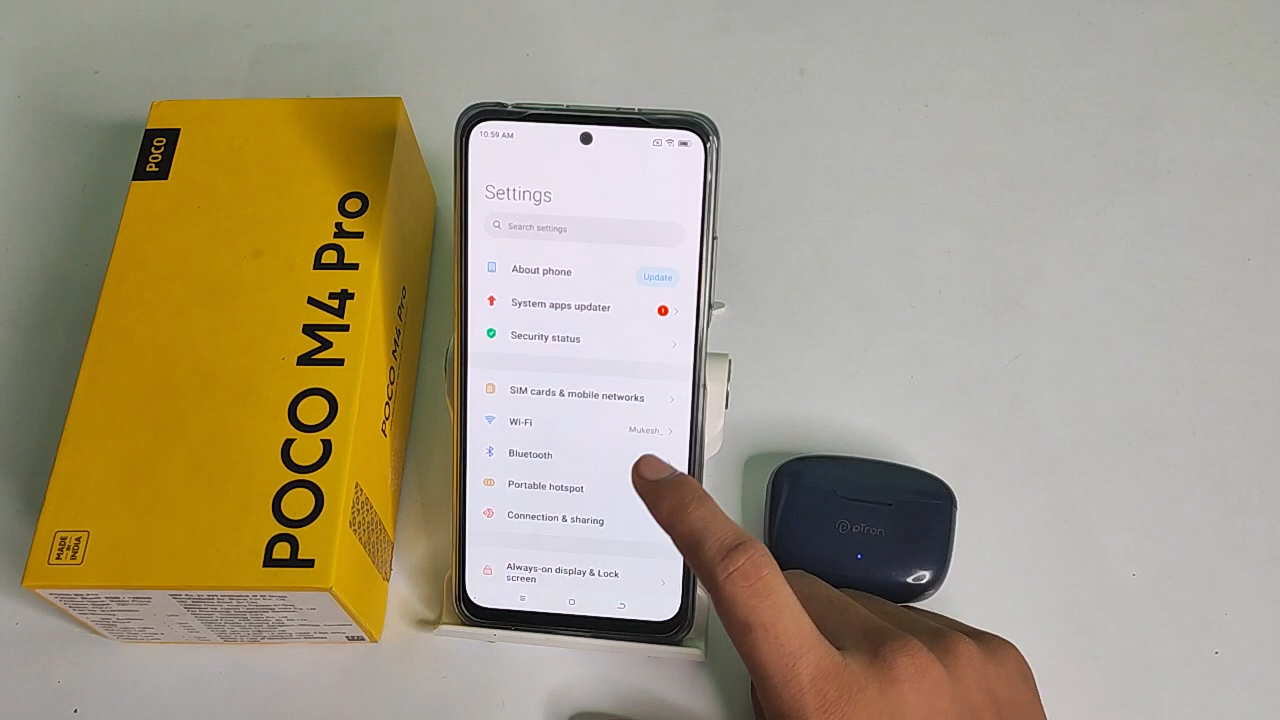 POCO
POCO M4 Pro
POCO M4 Pro
MADE
IN
INDIA
10:59 AM
Settings
Search settings
About phone
Update
System apps updater
Security status
SIM cards & mobile networks
Wi-Fi
Mukesh_
Bluetooth
Portable hotspot
Connection & sharing
Always-on display & Lock
screen
pTron